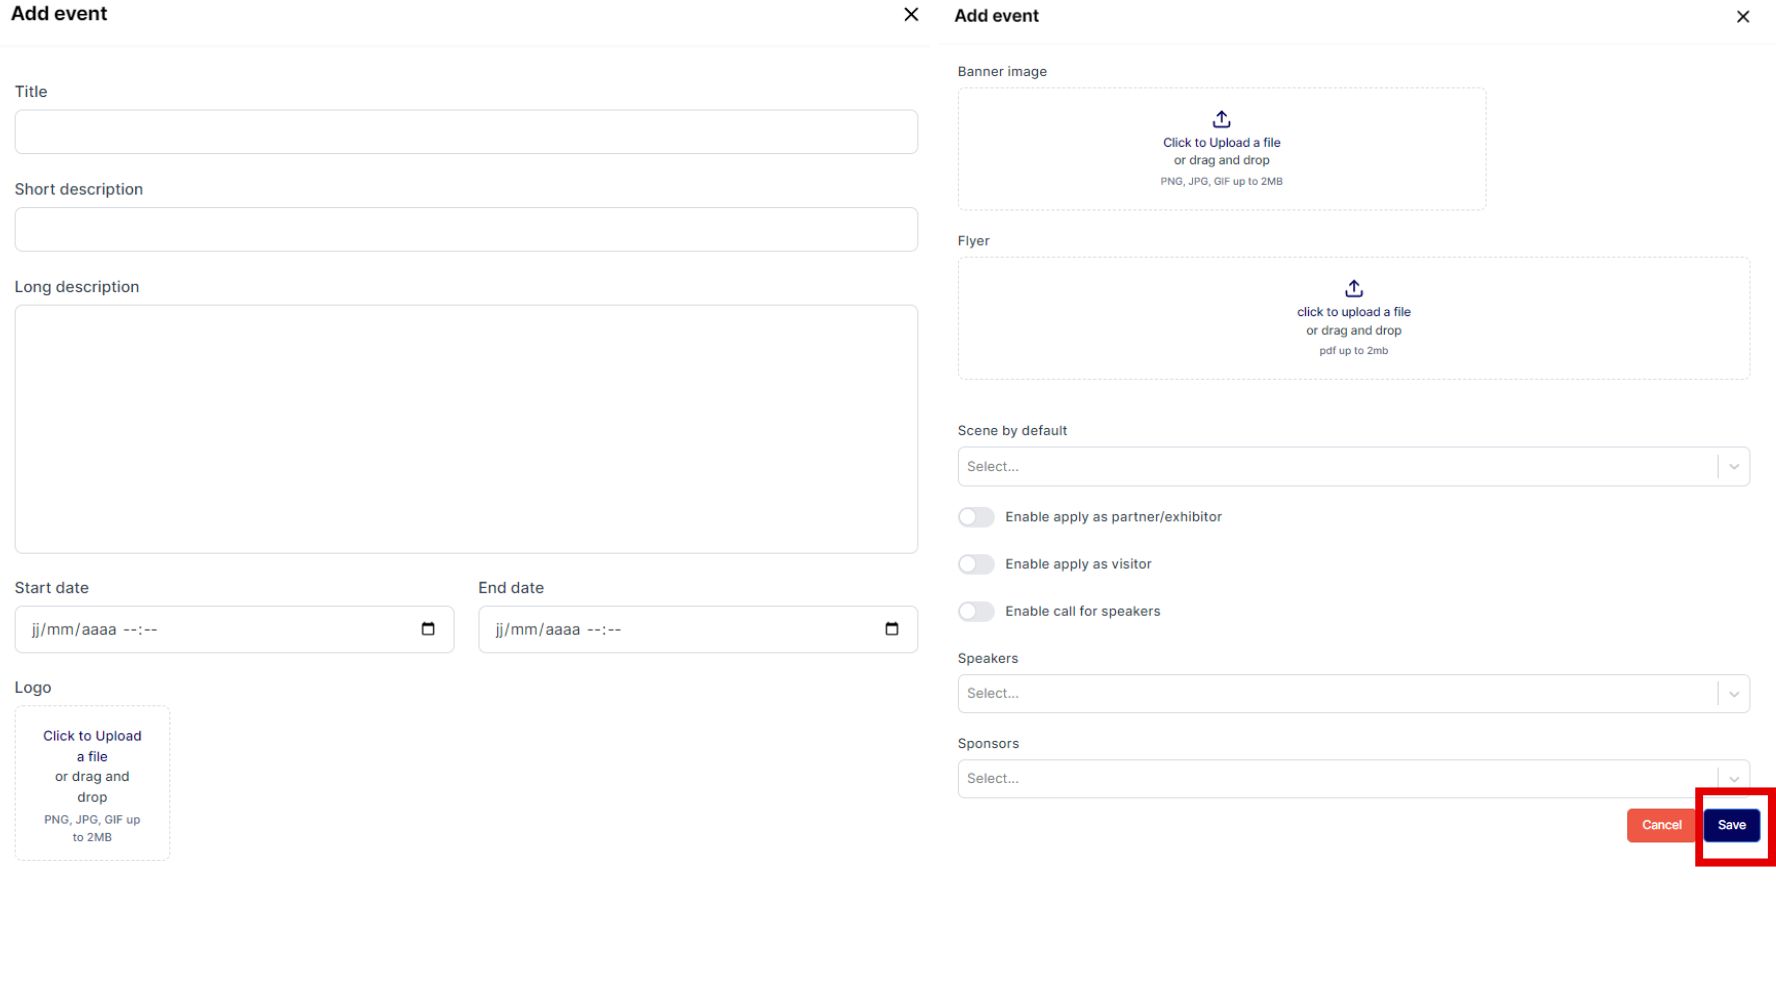 Add event
Title
Short description
Long description
Start date
End date
jj/mm/aaaa --:--
jj/mm/aaaa --:--
Logo
Click to Upload
a file
or drag and
drop
PNG, JPG, GIF up
to 2MB
Add event
Banner image
Click to Upload a file
or drag and drop
PNG, JPG, GIF up to 2MB
Flyer
click to upload a file
or drag and drop
pdf up to 2mb
Scene by default
Select...
Enable apply as partner/exhibitor
Enable apply as visitor
Enable call for speakers
Speakers
Select...
Sponsors
Select...
Cancel
Save